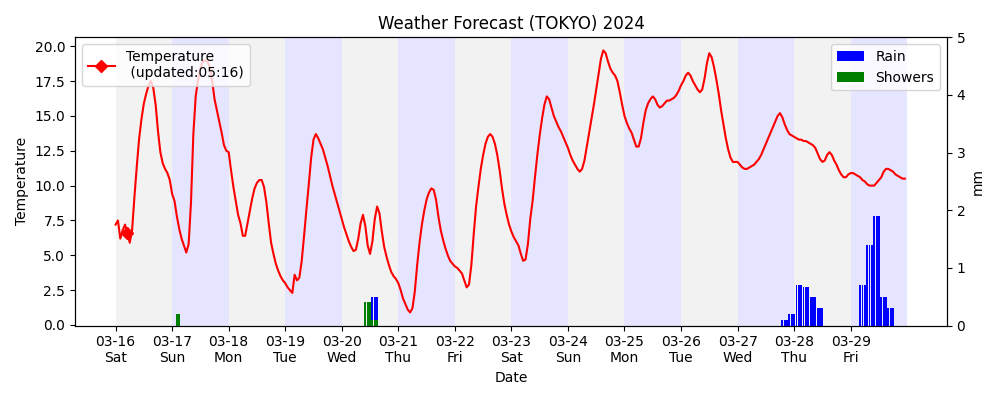 Weather Forecast (TOKYO) 2024
Temperature
(updated:05:16)
Rain
Showers
20.0
17.5
15.0
12.5
10.0
7.5
5.0
2.5
0.0
Temperature
5
4
3
2
1
0
mm
03-16 03-17 03-18 03-19 03-20 03-21 03-22 03-23 03-24 03-25 03-26 03-27 03-28 03-29
Sat Sun Mon Tue Wed Thu Fri Sat Sun Mon Tue Wed Thu Fri
Date